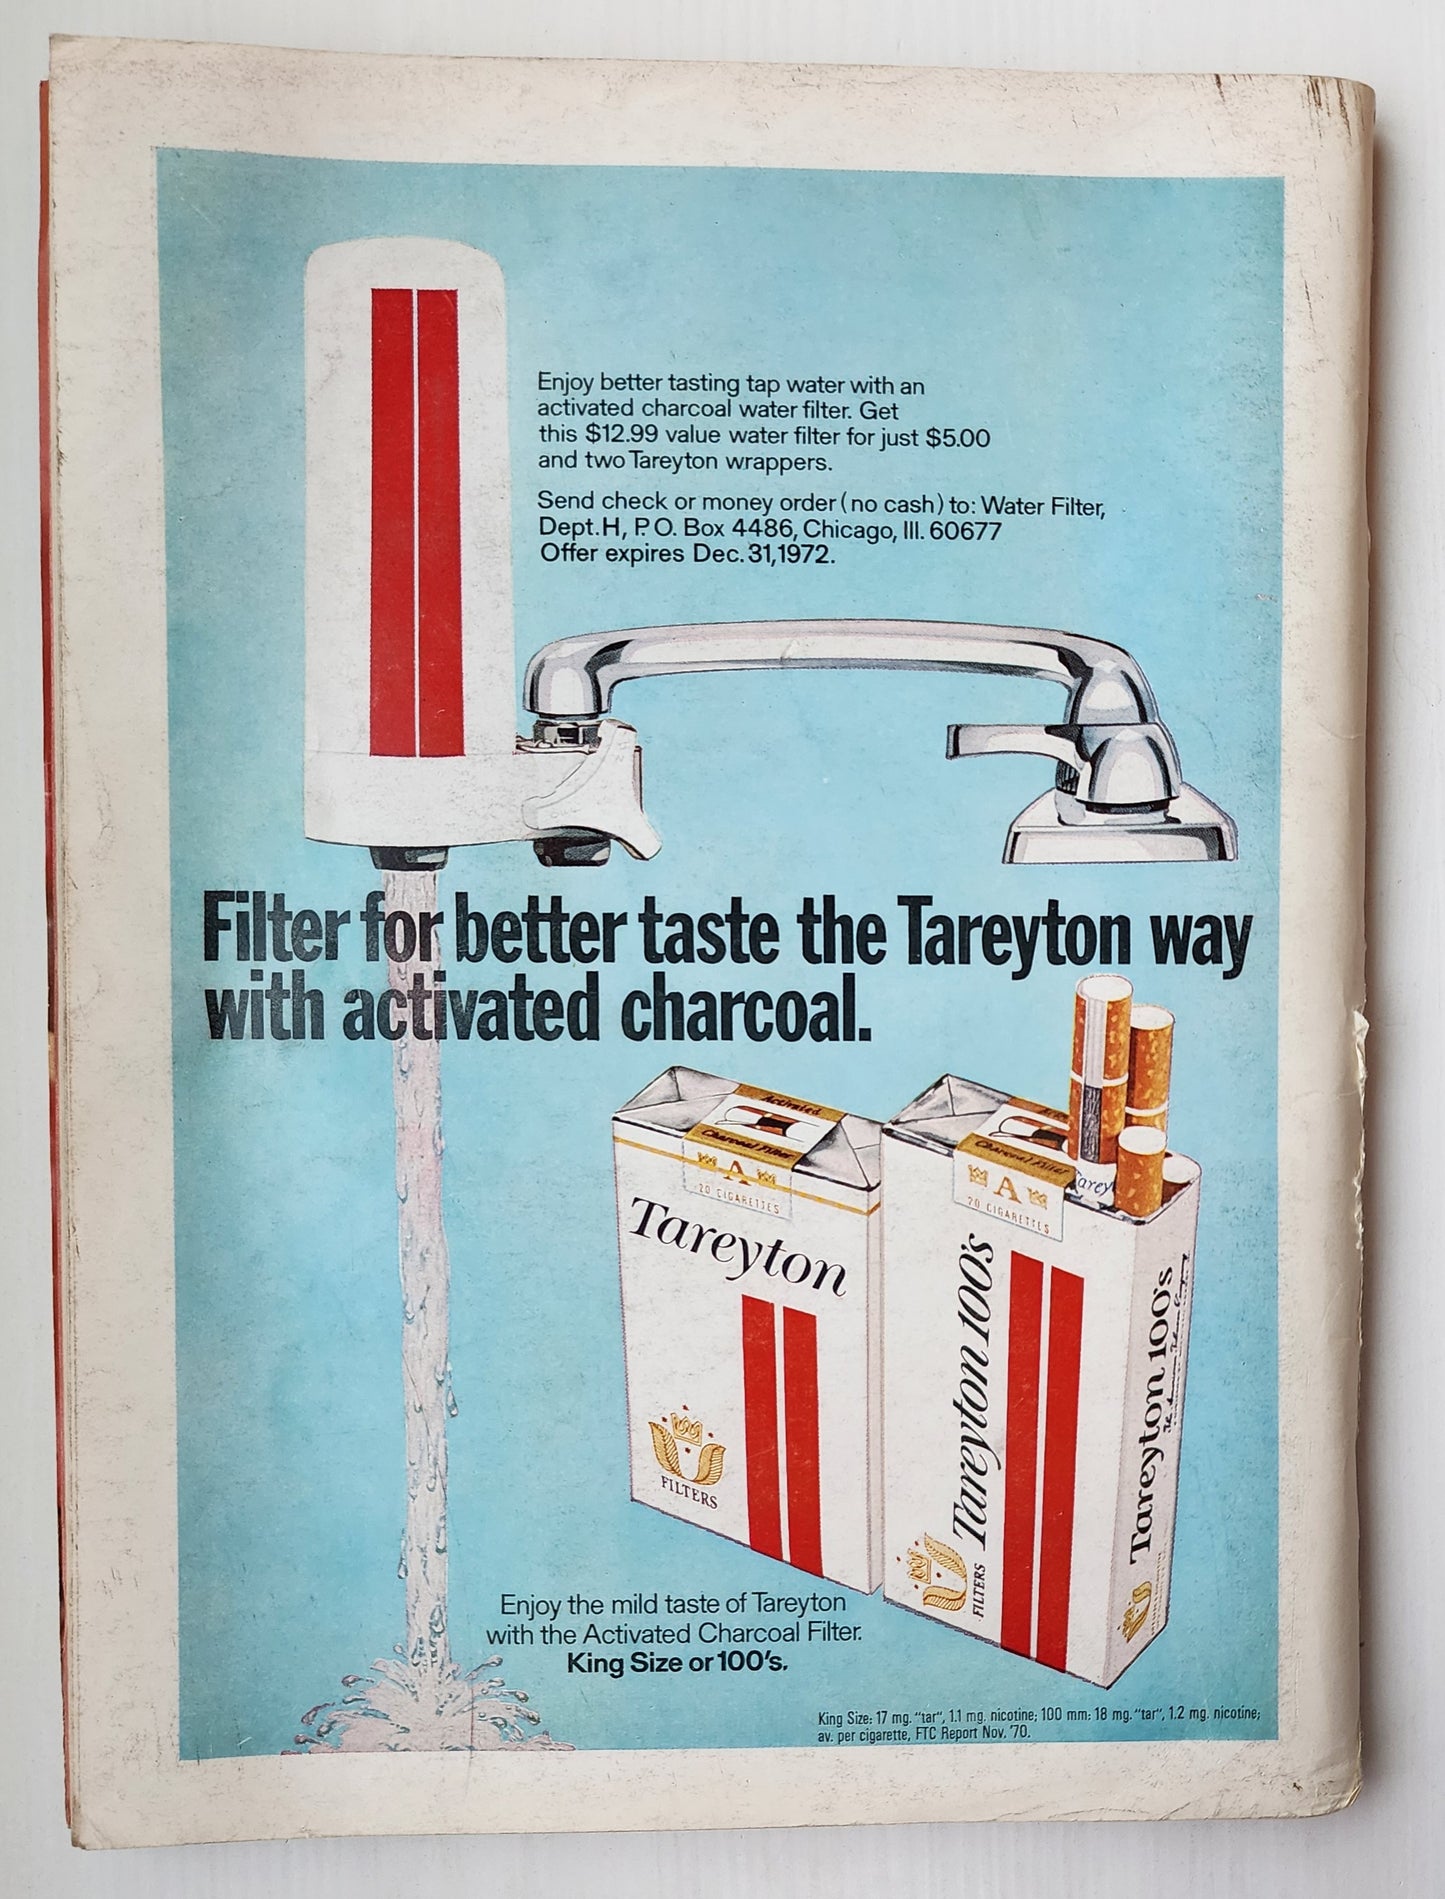 Enjoy better tasting tap water with an
activated charcoal water filter. Get
this $12.99 value water filter for just $5.00
and two Tareyton wrappers.
Send check or money order (no cash) to: Water Filter,
Dept. H, P.O. Box 4486, Chicago, Ill. 60677
Offer expires Dec. 31, 1972.
Filter for better taste the Tareyton way
with activated charcoal.
Activated
Charcoal Filter
A
20 CIGARETTES
Tareyton
FILTERS
Charcoal Filter
A
20 CIGARETTES
Tareyton 100's
FILTERS
Tareyton 100's
Enjoy the mild taste of Tareyton
with the Activated Charcoal Filter.
King Size or 100's.
King Size: 17 mg. "tar", 1.1 mg. nicotine; 100 mm: 18 mg. "tar", 1.2 mg. nicotine;
av. per cigarette, FTC Report Nov. '70.